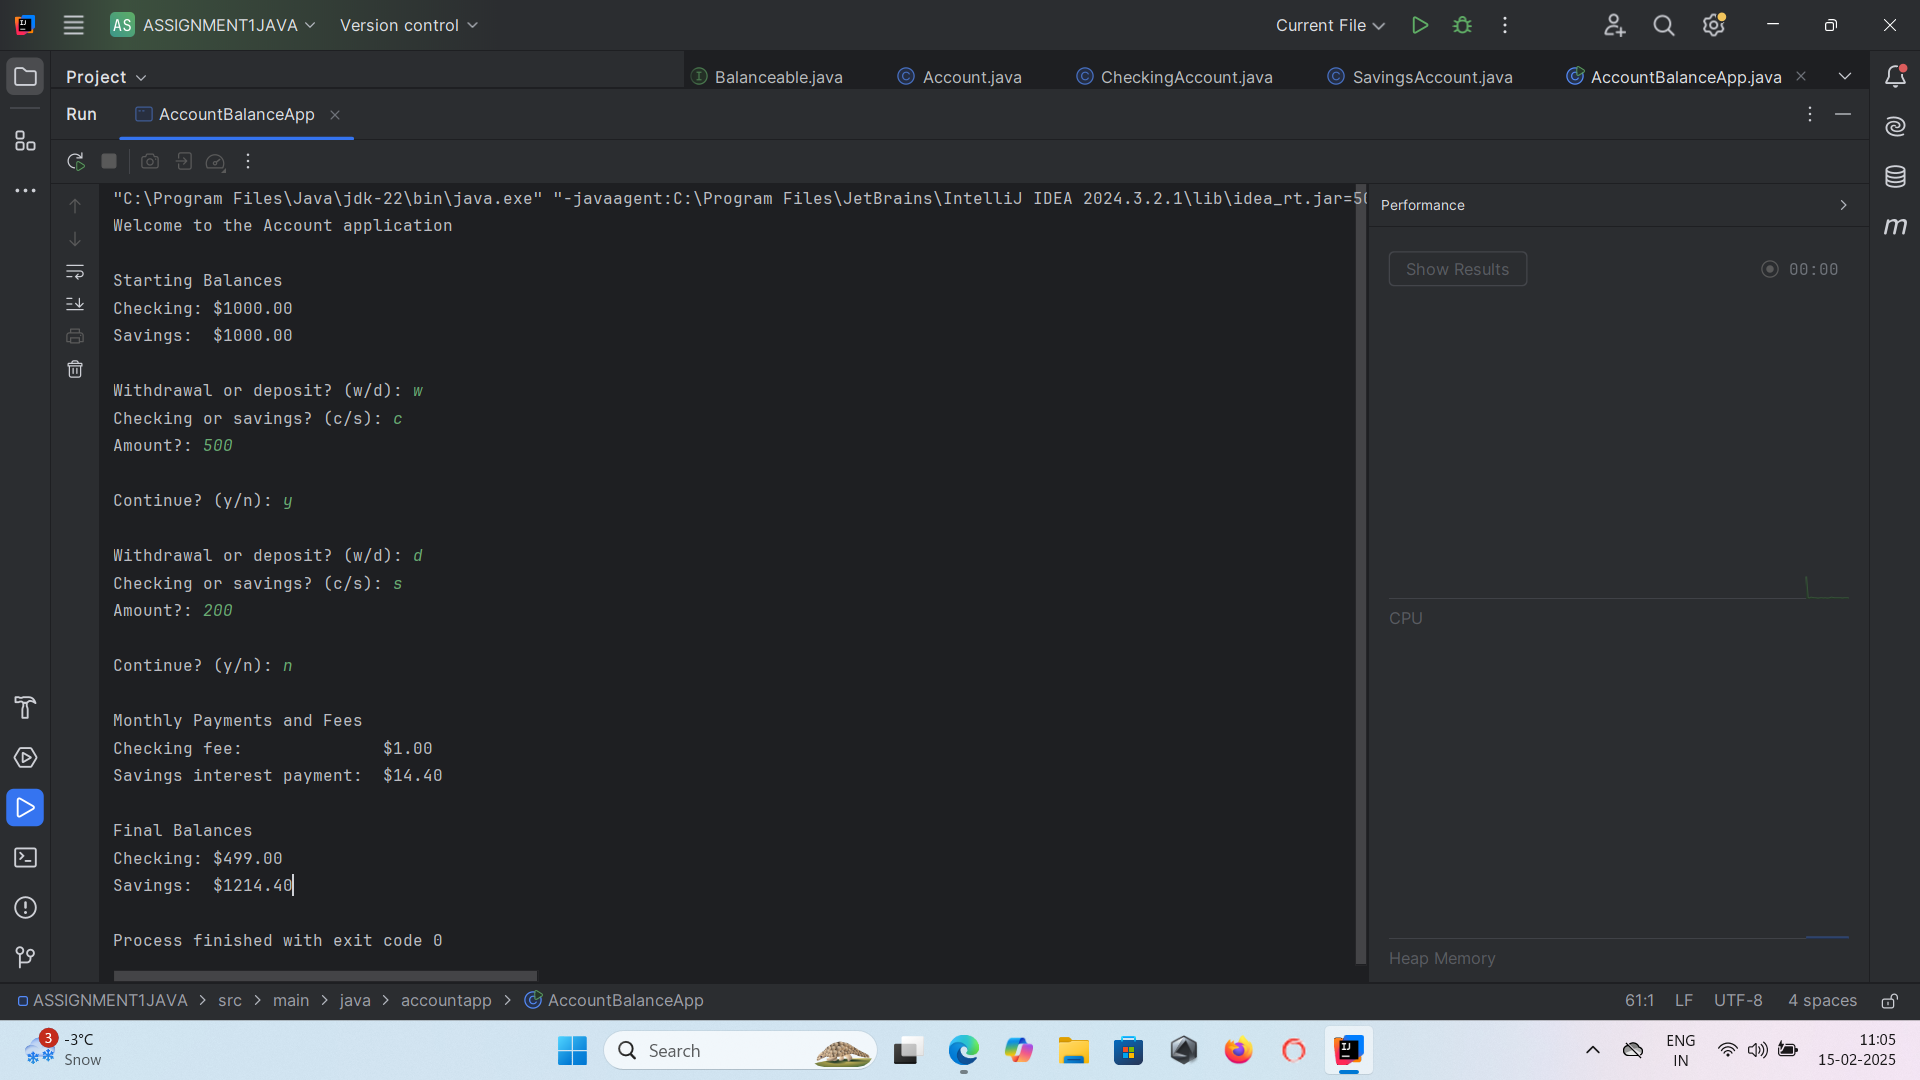 AS ASSIGNMENT1JAVA Version control Current File
Project Balanceable.java Account.java CheckingAccount.java SavingsAccount.java AccountBalanceApp.java
Run AccountBalanceApp
"C:\Program Files\Java\jdk-22\bin\java.exe" "-javaagent:C:\Program Files\JetBrains\IntelliJ IDEA 2024.3.2.1\lib\idea_rt.jar=50
Welcome to the Account application
Starting Balances
Checking: $1000.00
Savings:  $1000.00
Withdrawal or deposit? (w/d): w
Checking or savings? (c/s): c
Amount?: 500
Continue? (y/n): y
Withdrawal or deposit? (w/d): d
Checking or savings? (c/s): s
Amount?: 200
Continue? (y/n): n
Monthly Payments and Fees
Checking fee:              $1.00
Savings interest payment:  $14.40
Final Balances
Checking: $499.00
Savings:  $1214.40
Process finished with exit code 0
Performance
Show Results 00:00
CPU
Heap Memory
m
ASSIGNMENT1JAVA > src > main > java > accountapp > AccountBalanceApp 61:1 LF UTF-8 4 spaces
3 -3°C
Snow
Search
ENG
IN
11:05
15-02-2025